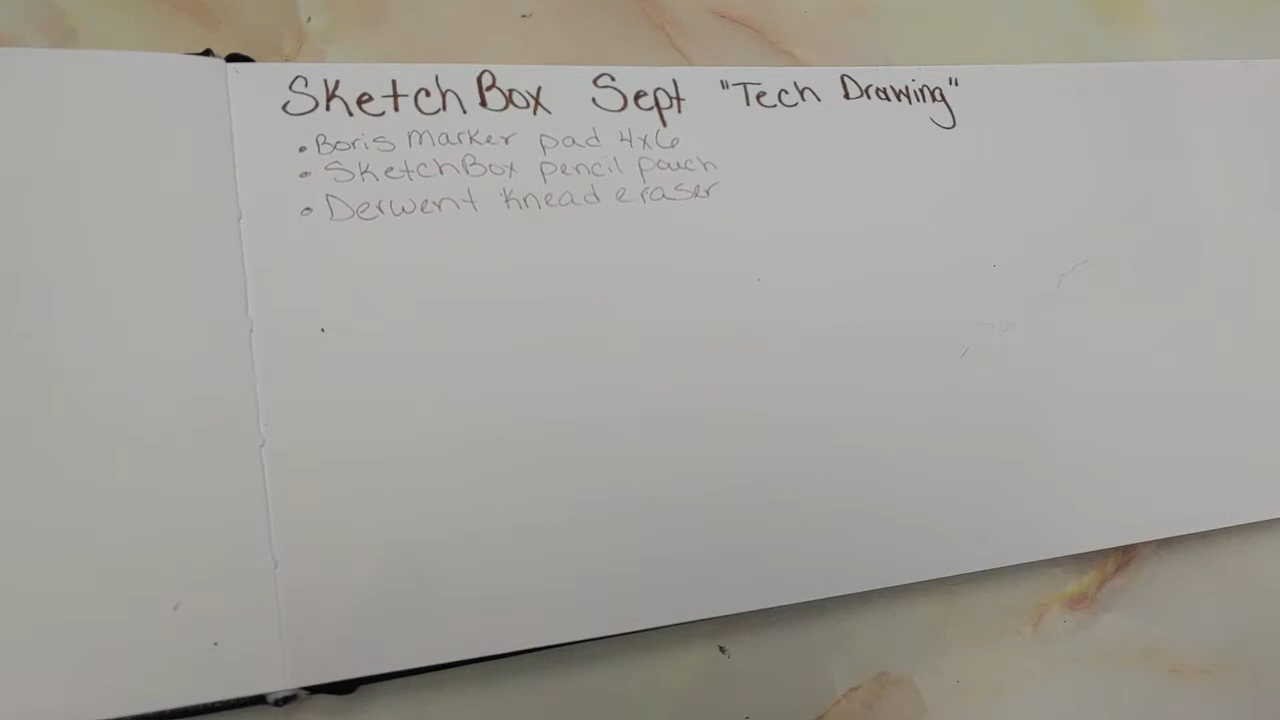 SketchBox Sept "Tech Drawing"
• Boris Marker pad 4x6
• SketchBox pencil pouch
• Derwent knead eraser